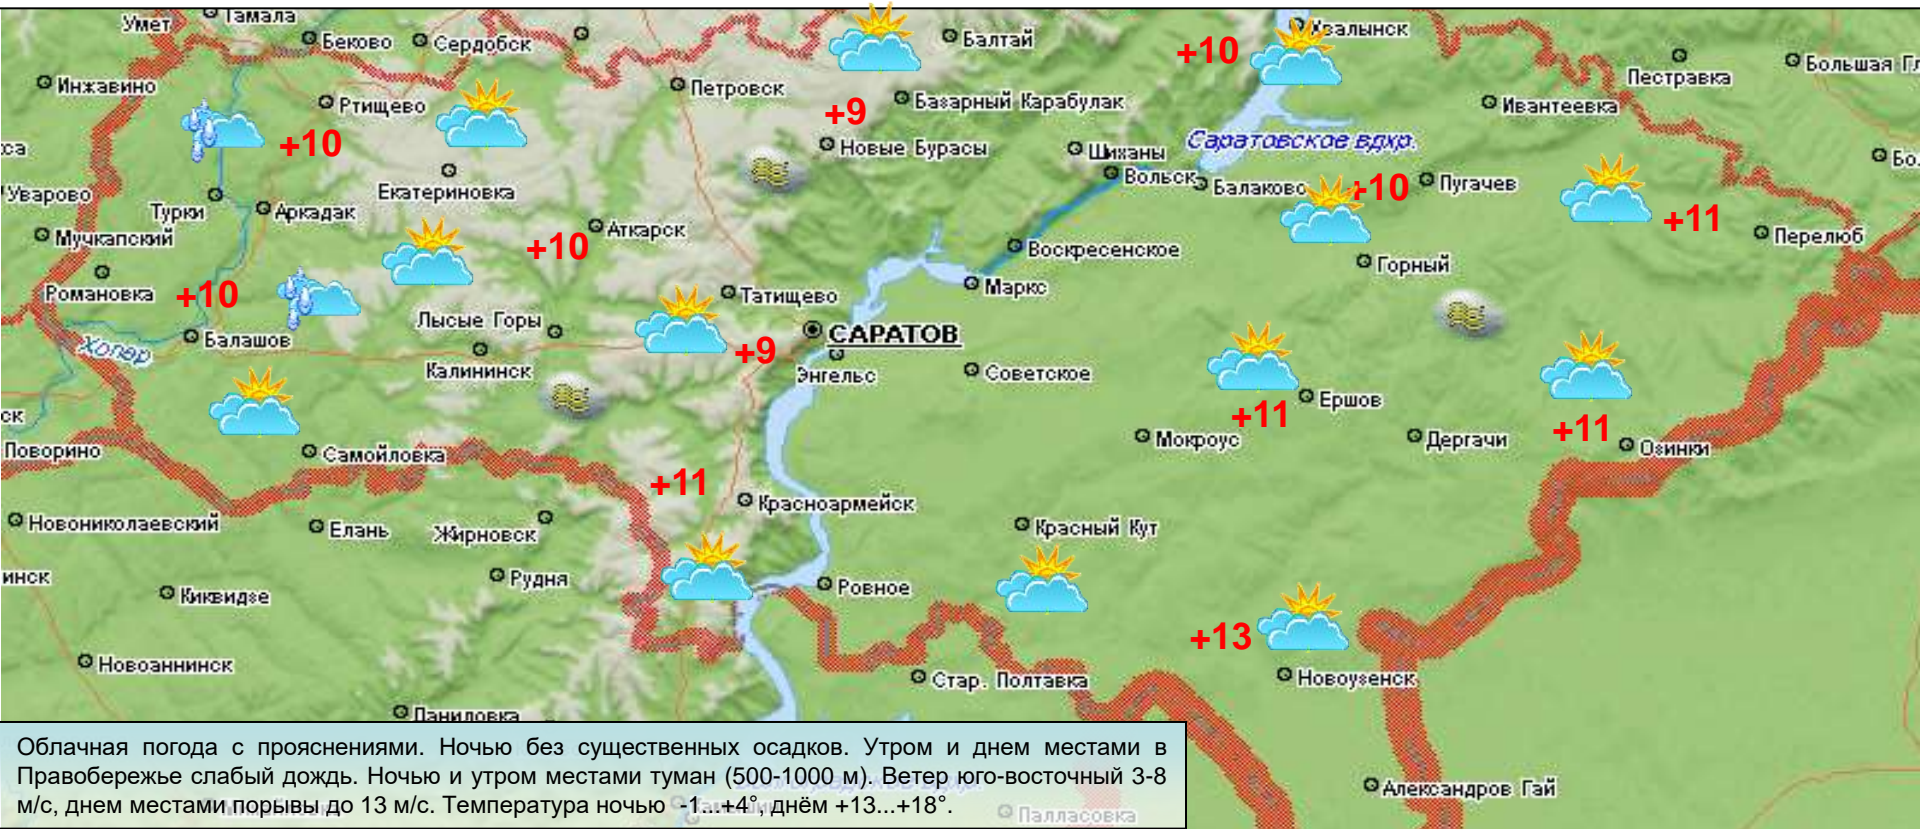 Умет
Тамала
Беково
Сердобск
Балтай
+10
Хвалынск
Пестравка
Большая Гл
Инжавино
Ртищево
Петровск
+9
Базарный Карабулак
Ивантеевка
са
+10
Новые Бурасы
Шиханы
Саратовское вдхр.
Бо
Уварово
Екатериновка
Вольск
Балаково
+10
Пугачев
Турки
Аркадак
Аткарск
+11
Мучкапский
+10
Воскресенское
Горный
Перелюб
Романовка
+10
Татищево
Маркс
Лысые Горы
САРАТОВ
Хопер
Балашов
+9
Калининск
Энгельс
Советское
ск
+11
Ершов
Поворино
Самойловка
Мокроус
Дергачи
+11
Озинки
+11
Красноармейск
Новониколаевский
Елань
Жирновск
Красный Кут
инск
Киквидзе
Рудня
Ровное
+13
Новоаннинск
Стар. Полтавка
Новоузенск
Даниловка
Облачная погода с прояснениями. Ночью без существенных осадков. Утром и днем местами в
Правобережье слабый дождь. Ночью и утром местами туман (500-1000 м). Ветер юго-восточный 3-8
м/с, днем местами порывы до 13 м/с. Температура ночью -1...+4°, днём +13...+18°.
Александров Гай
Палласовка